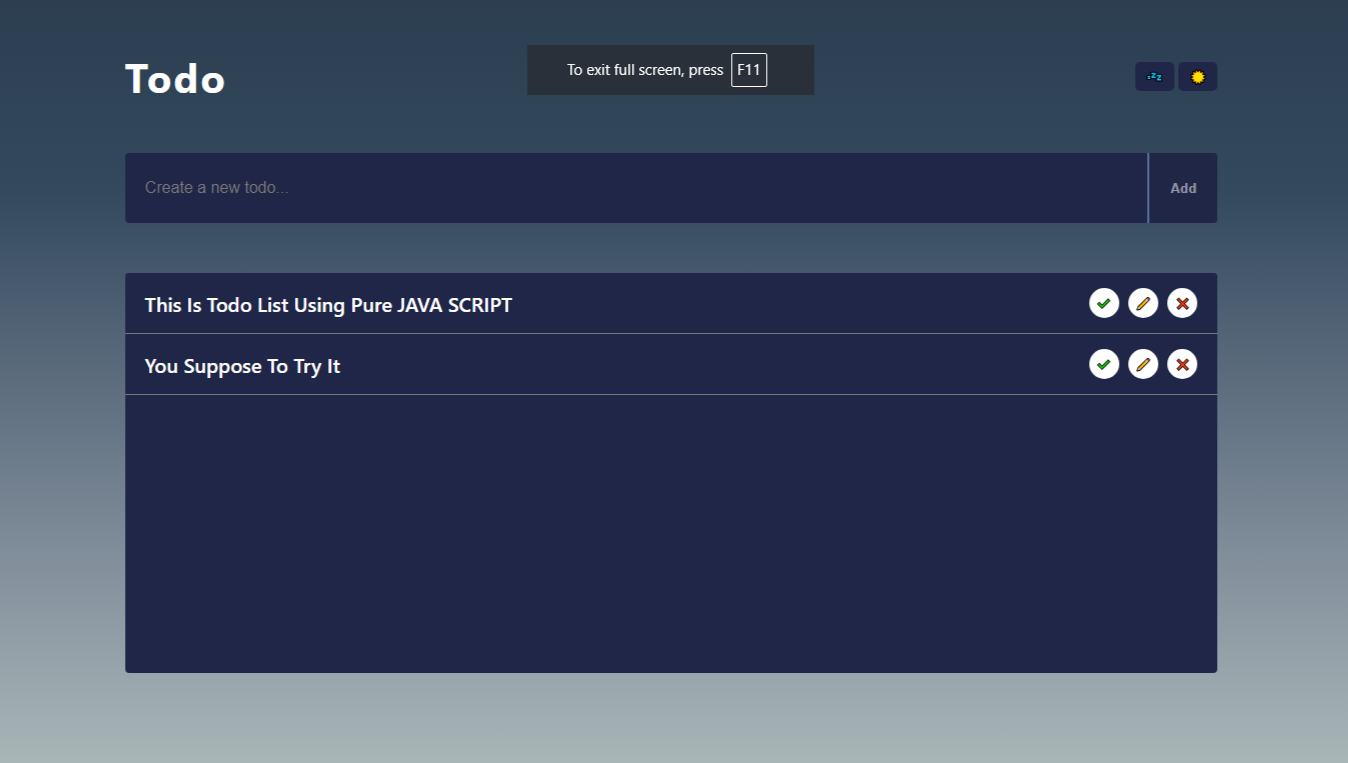 Todo
To exit full screen, press F11
zzz
Create a new todo...
Add
This Is Todo List Using Pure JAVA SCRIPT
You Suppose To Try It